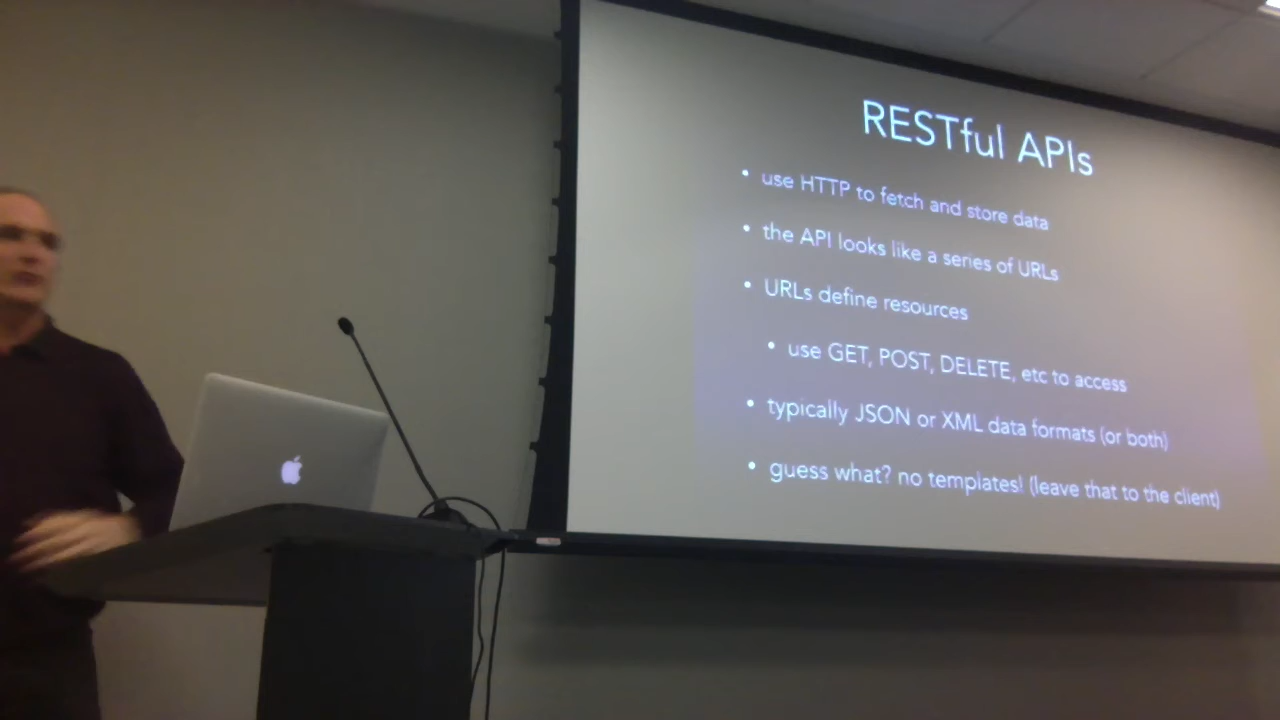 RESTful APIs
• use HTTP to fetch and store data
• the API looks like a series of URLs
• URLs define resources
• use GET, POST, DELETE, etc to access
• typically JSON or XML data formats (or both)
• guess what? no templates! (leave that to the client)